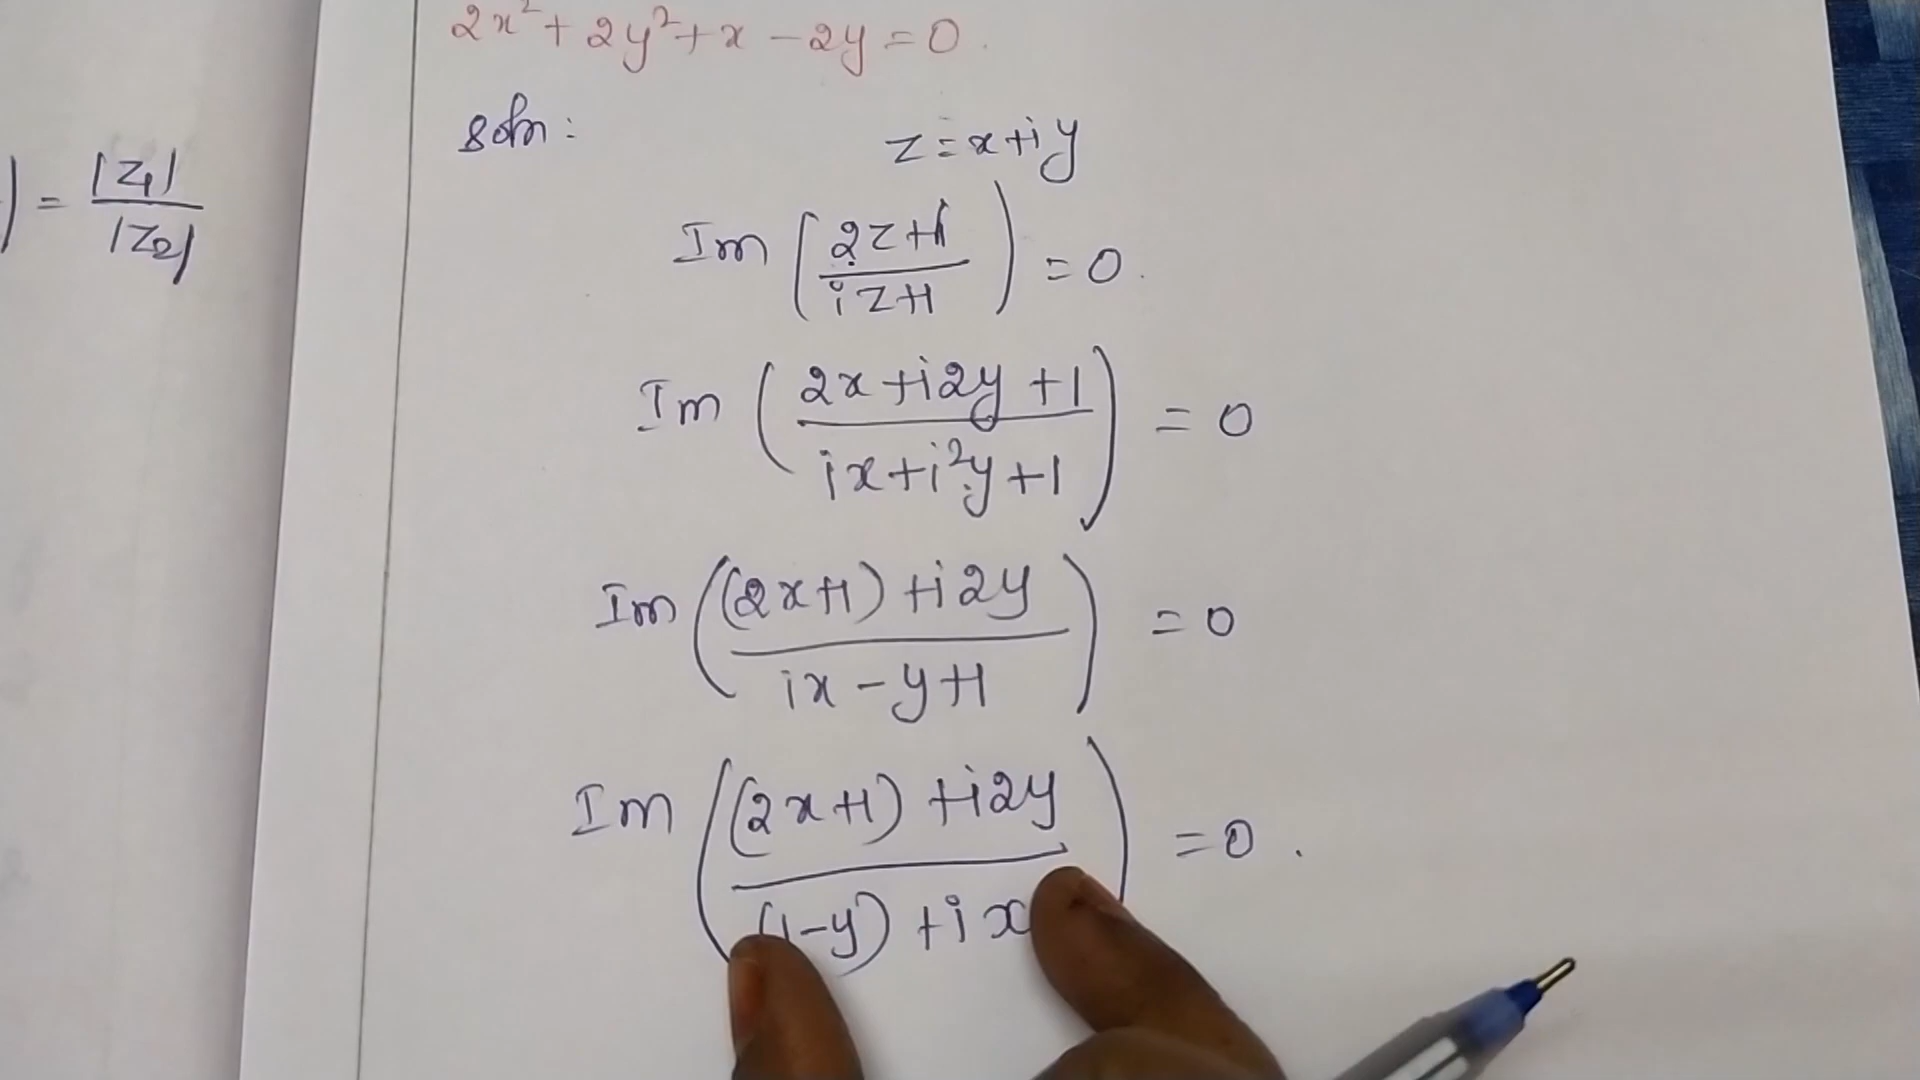 2x² + 2y² + x - 2y = 0.
soln :
z = x + iy
) = |z₁| / |z₂|
Im ( (2z+1) / (iz+1) ) = 0.
Im ( (2x + i2y + 1) / (ix + i²y + 1) ) = 0
Im ( ((2x+1) + i2y) / (ix - y + 1) ) = 0
Im ( ((2x+1) + i2y) / ((1-y) + ix) ) = 0.